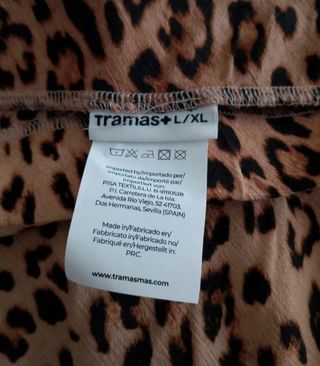 Tramas+ L/XL
Imported by/Importado por/
Importato da/Importé par/
Importiert von:
PISA TEXTIL S.L.U. B-91110528
P.I. Carretera de La Isla,
Avenida Río Viejo, 52 41703.
Dos Hermanas, Sevilla (SPAIN)
Made in/Fabricado en/
Fabbricato in/Fabricado no/
Fabriqué en/Hergestellt in:
PRC.
www.tramasmas.com